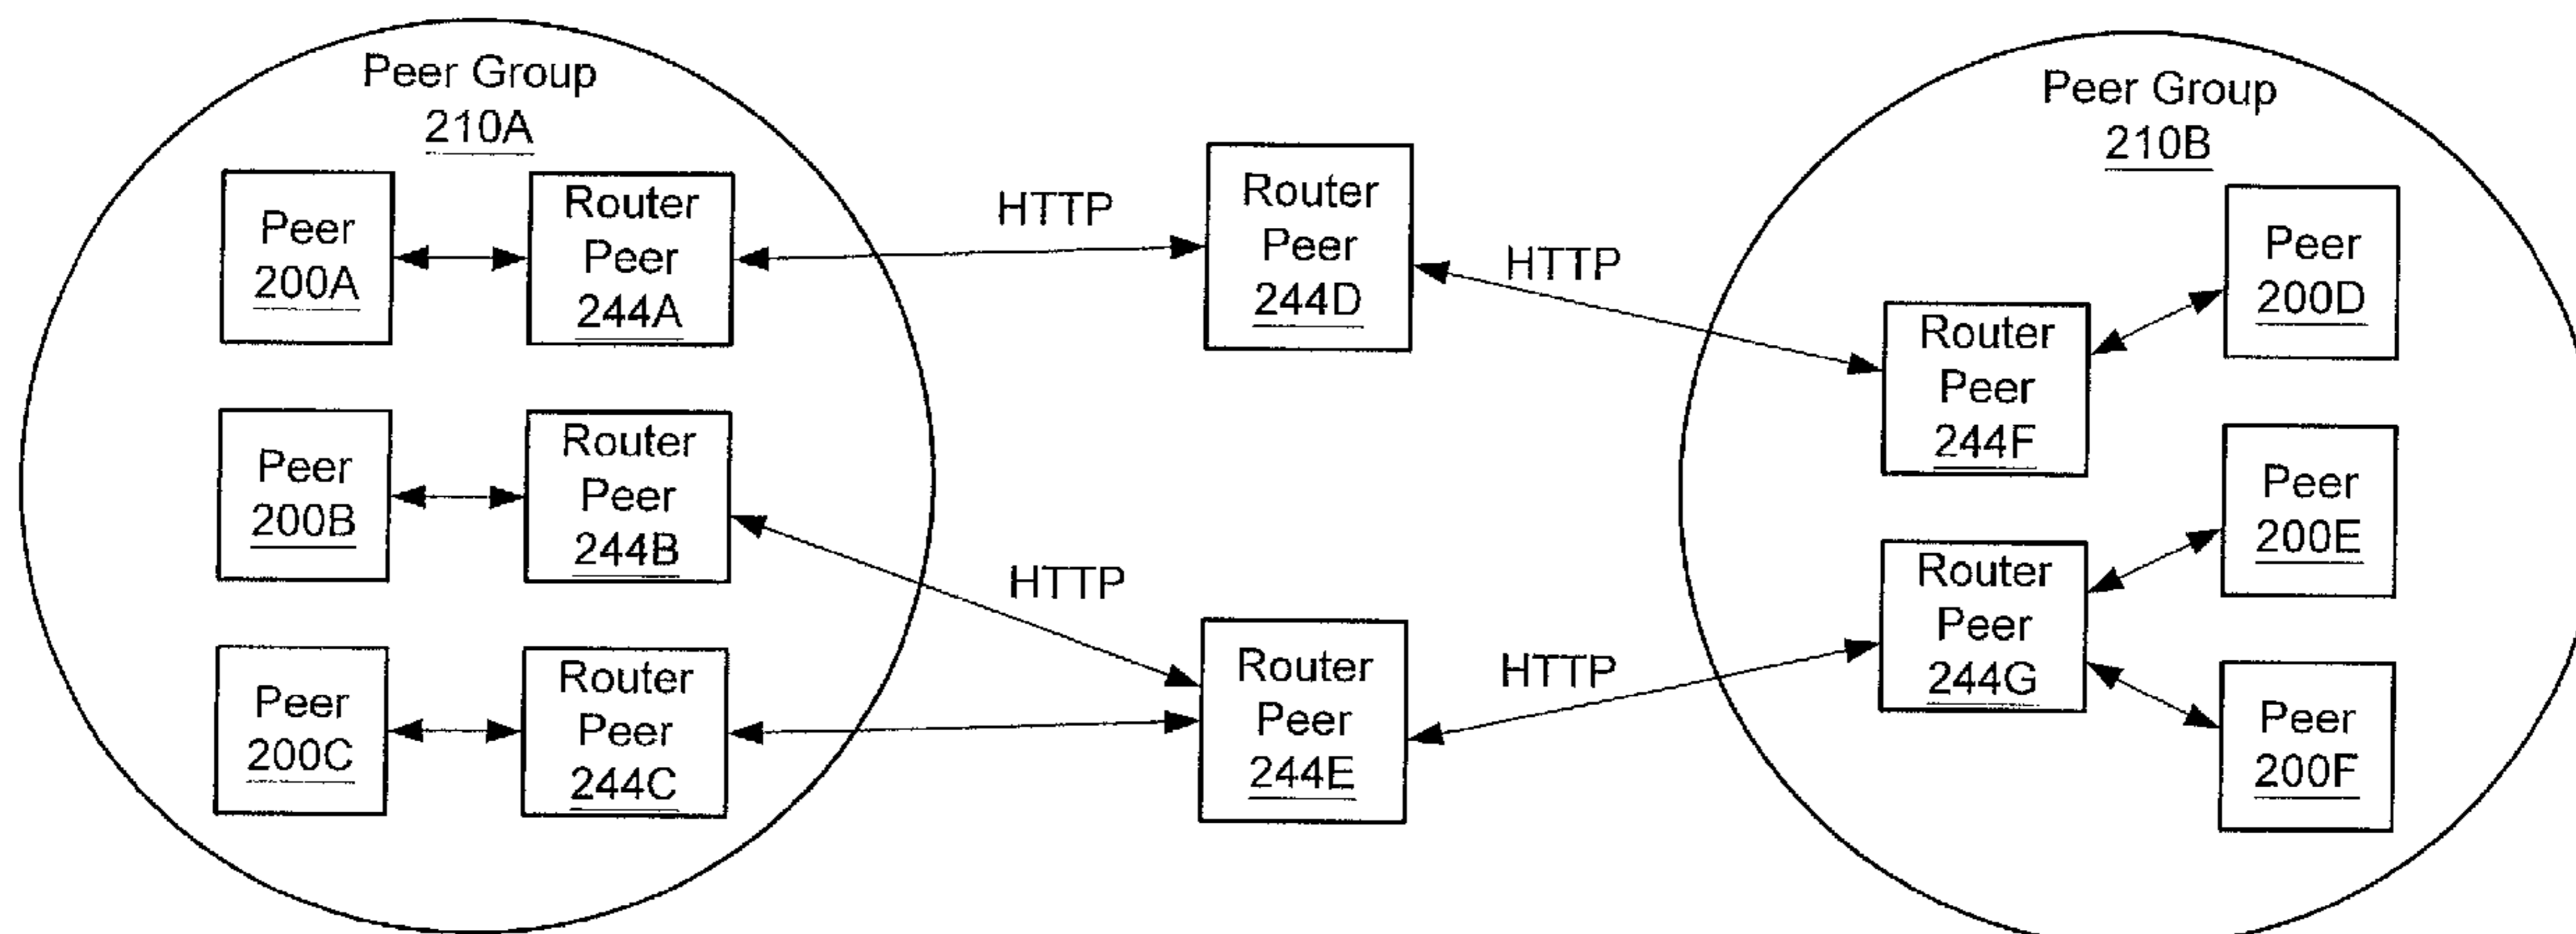 Peer Group
210A
Peer
200A
Router
Peer
244A
Peer
200B
Router
Peer
244B
Peer
200C
Router
Peer
244C
HTTP
HTTP
Router
Peer
244D
Router
Peer
244E
HTTP
HTTP
Peer Group
210B
Router
Peer
244F
Router
Peer
244G
Peer
200D
Peer
200E
Peer
200F